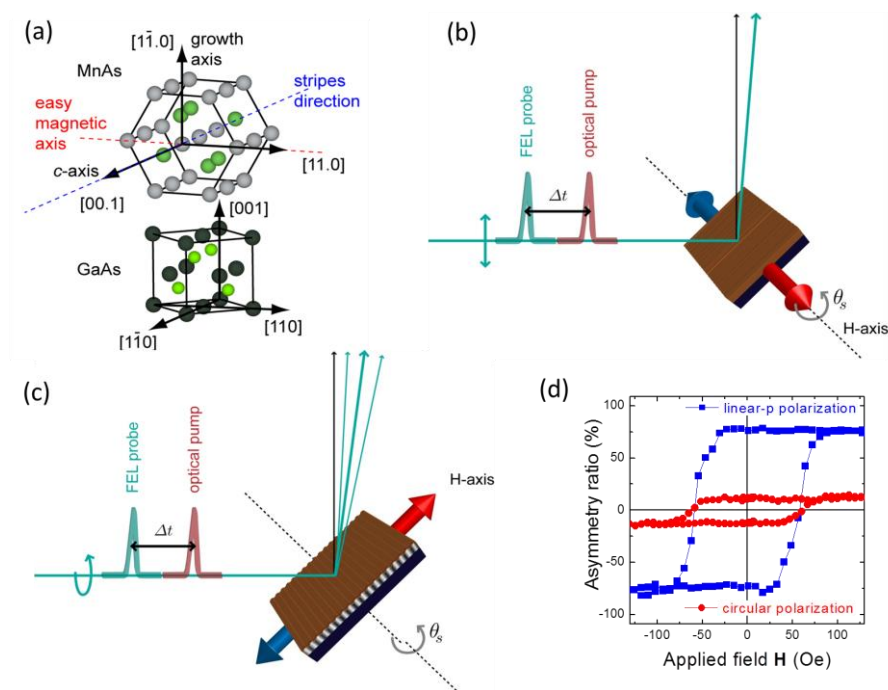 (a)
[11̄.0]
growth
axis
MnAs
stripes
direction
easy
magnetic
axis
c-axis
[11.0]
[00.1]
[001]
GaAs
[110]
[11̄0]
(b)
FEL probe
optical pump
Δt
θs
H-axis
(c)
FEL probe
optical pump
Δt
H-axis
θs
(d)
Asymmetry ratio (%)
100
50
0
-50
-100
linear-p polarization
circular polarization
-100 -50 0 50 100
Applied field H (Oe)